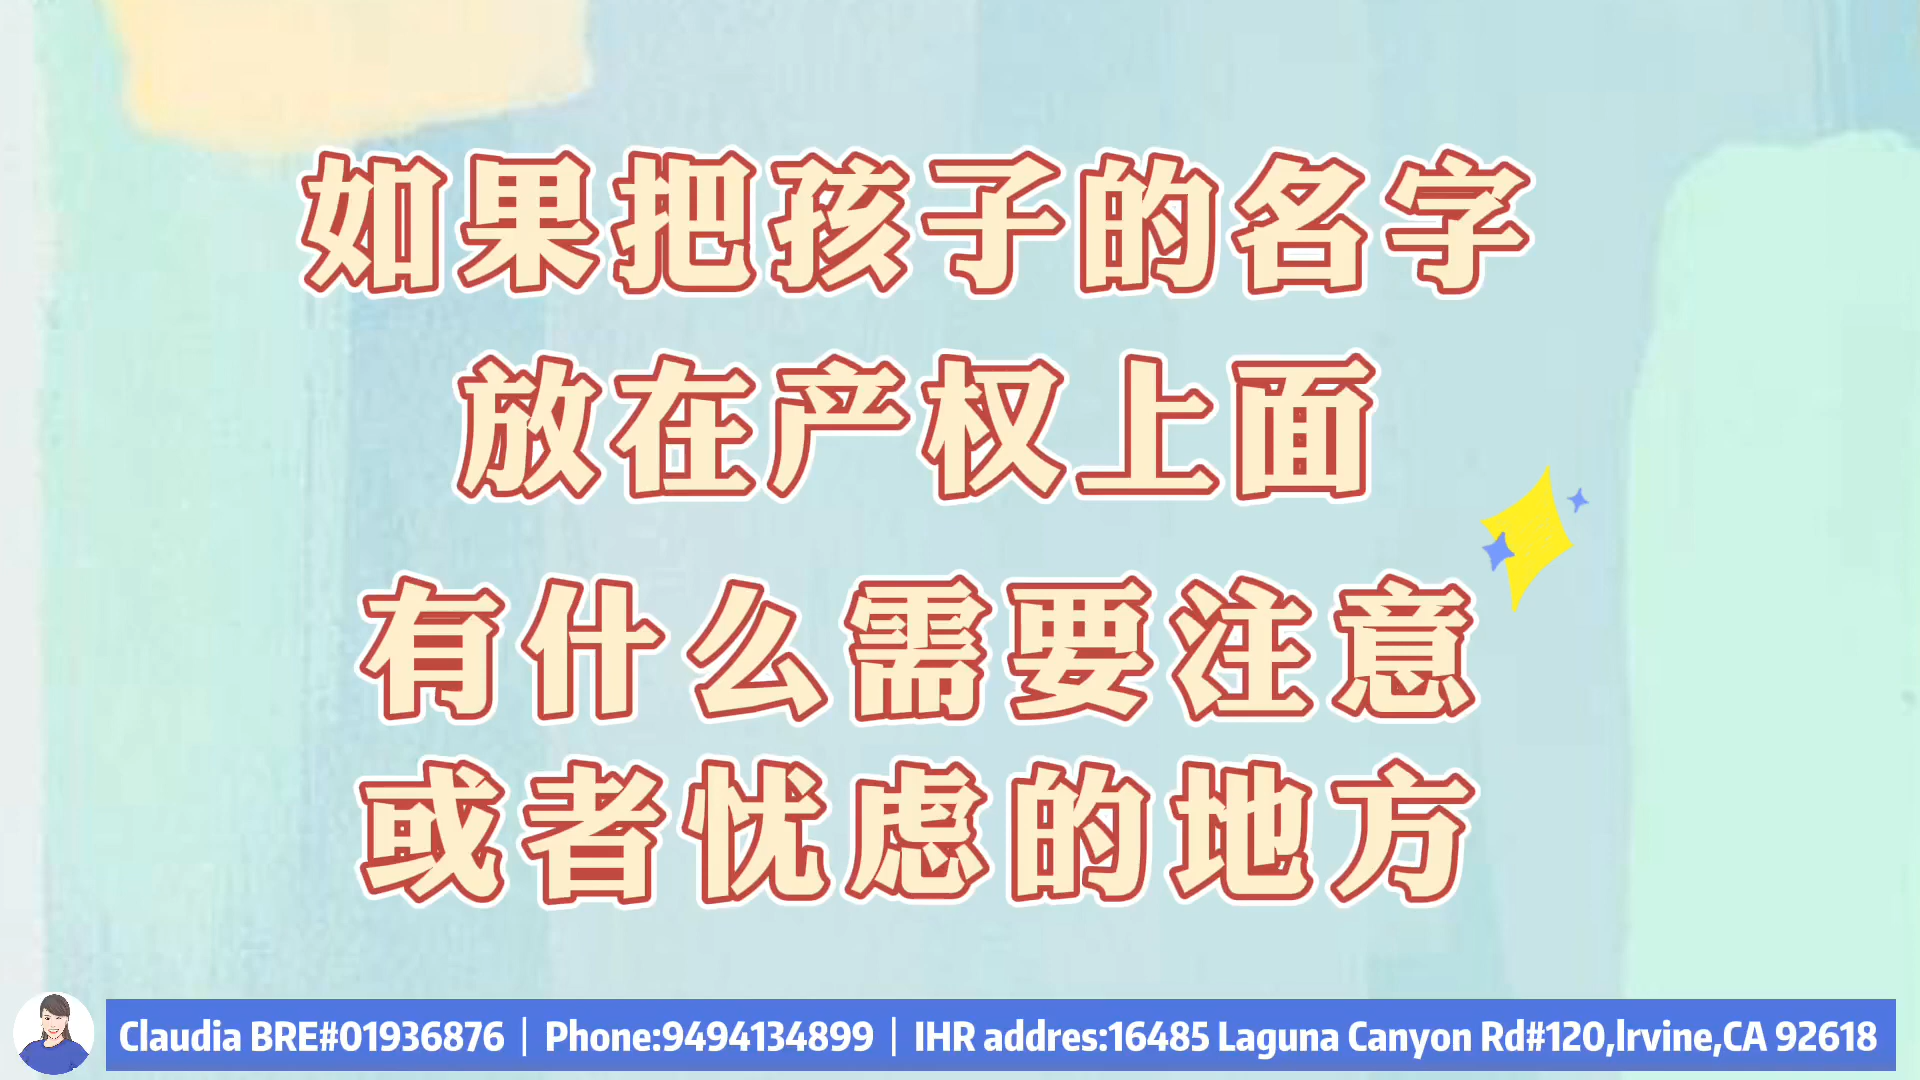 如果把孩子的名字
放在产权上面
有什么需要注意
或者忧虑的地方
Claudia BRE#01936876 | Phone:9494134899 | IHR addres:16485 Laguna Canyon Rd#120,lrvine,CA 92618